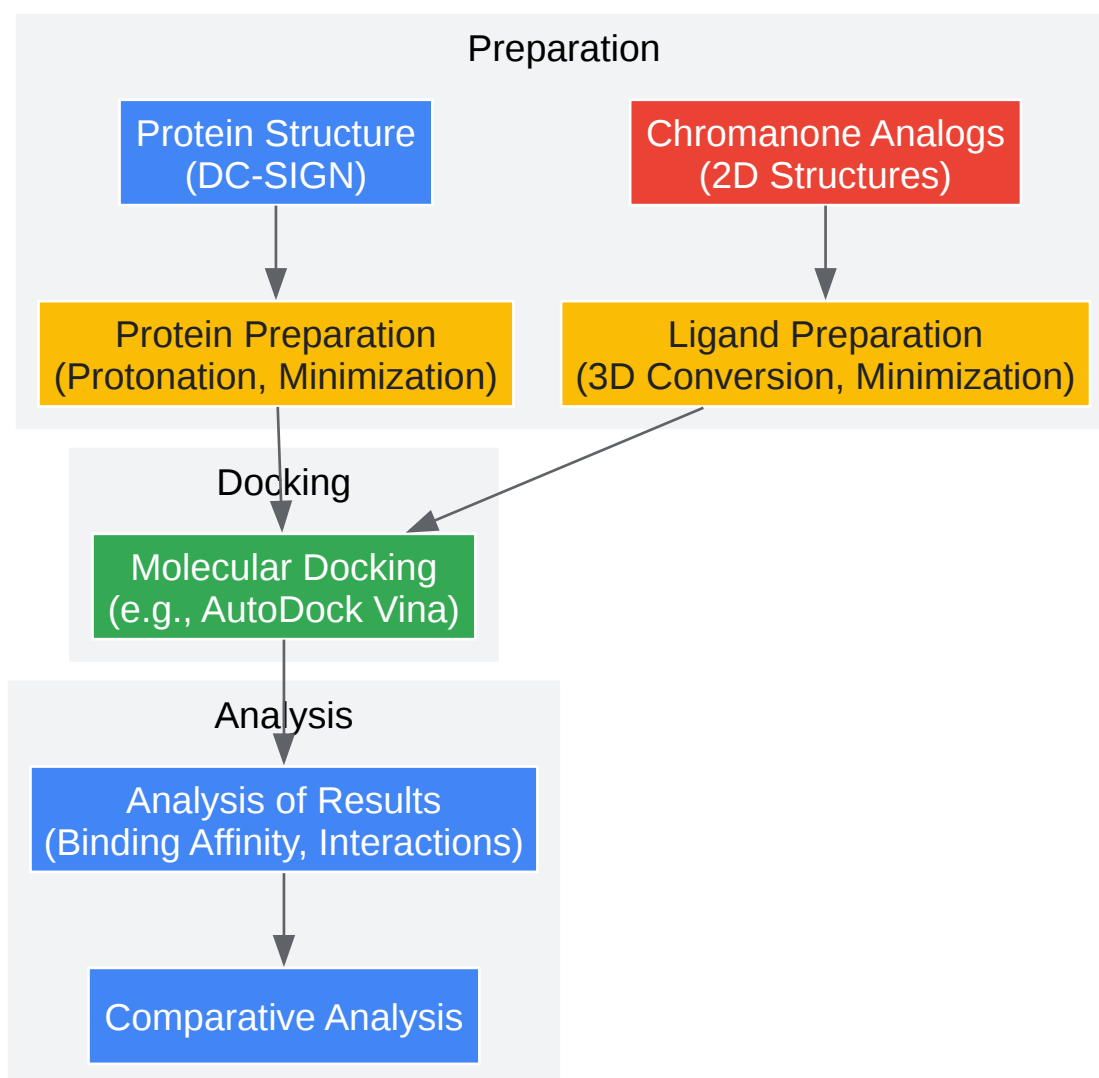 Preparation
Protein Structure
(DC-SIGN)
Chromanone Analogs
(2D Structures)
Protein Preparation
(Protonation, Minimization)
Ligand Preparation
(3D Conversion, Minimization)
Docking
Molecular Docking
(e.g., AutoDock Vina)
Analysis
Analysis of Results
(Binding Affinity, Interactions)
Comparative Analysis